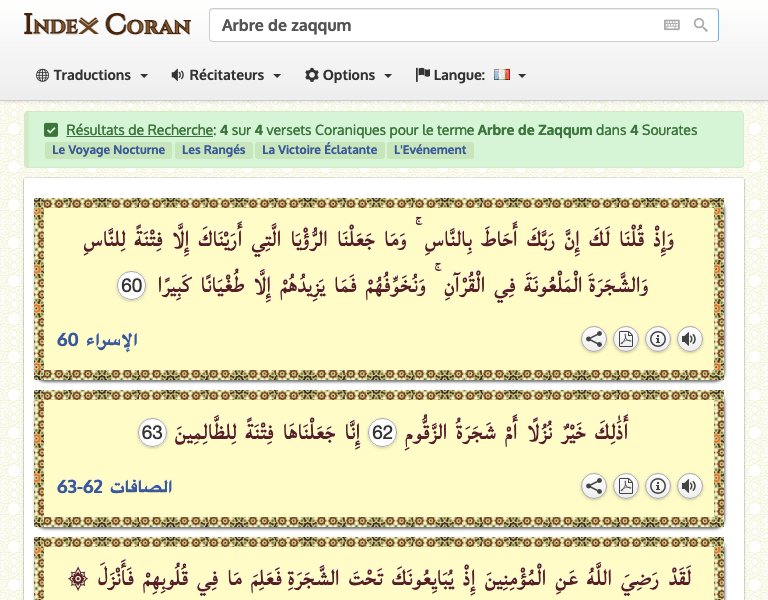 Index Coran
Arbre de zaqqum
Traductions Récitateurs Options Langue:
Résultats de Recherche: 4 sur 4 versets Coraniques pour le terme Arbre de Zaqqum dans 4 Sourates
Le Voyage Nocturne Les Rangés La Victoire Éclatante L'Evénement
وَإِذْ قُلْنَا لَكَ إِنَّ رَبَّكَ أَحَاطَ بِالنَّاسِ ۚ وَمَا جَعَلْنَا الرُّؤْيَا الَّتِي أَرَيْنَاكَ إِلَّا فِتْنَةً لِلنَّاسِ
وَالشَّجَرَةَ الْمَلْعُونَةَ فِي الْقُرْآنِ ۚ وَنُخَوِّفُهُمْ فَمَا يَزِيدُهُمْ إِلَّا طُغْيَانًا كَبِيرًا 60
الإسراء 60
أَذَٰلِكَ خَيْرٌ نُزُلًا أَمْ شَجَرَةُ الزَّقُّومِ 62 إِنَّا جَعَلْنَاهَا فِتْنَةً لِلظَّالِمِينَ 63
الصافات 62-63
لَقَدْ رَضِيَ اللَّهُ عَنِ الْمُؤْمِنِينَ إِذْ يُبَايِعُونَكَ تَحْتَ الشَّجَرَةِ فَعَلِمَ مَا فِي قُلُوبِهِمْ فَأَنْزَلَ ۞